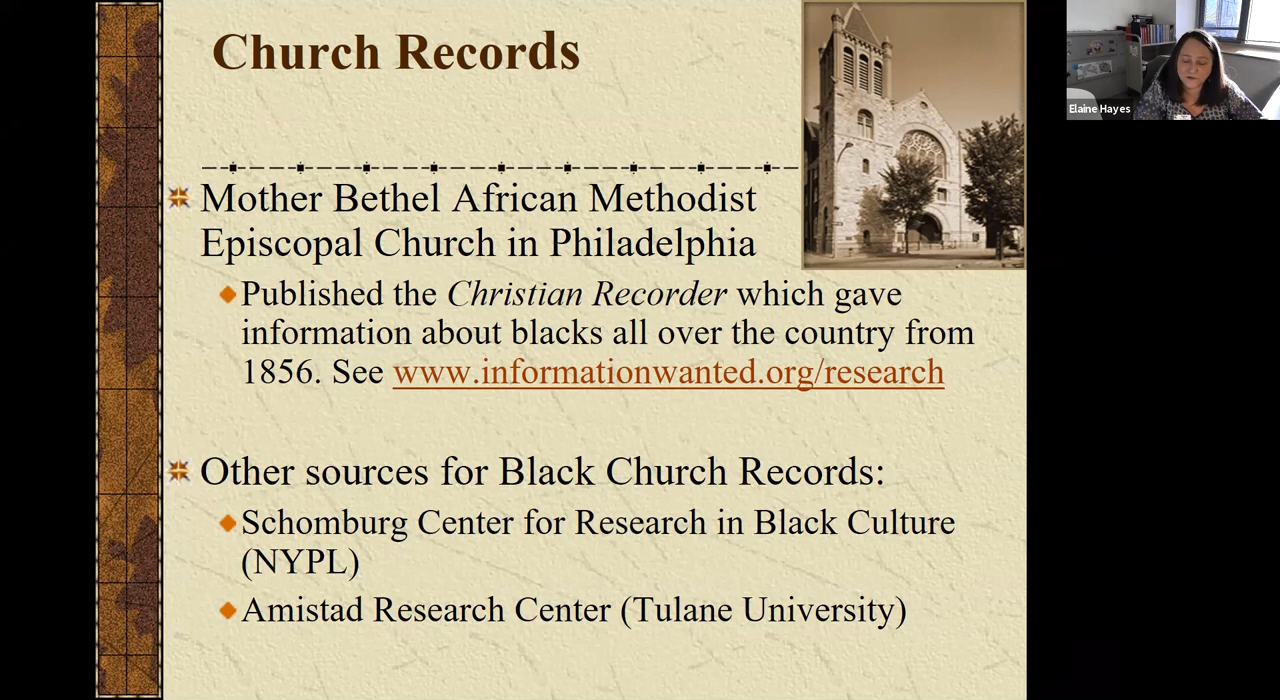 Church Records
Elaine Hayes
Mother Bethel African Methodist
Episcopal Church in Philadelphia
Published the Christian Recorder which gave
information about blacks all over the country from
1856. See www.informationwanted.org/research
Other sources for Black Church Records:
Schomburg Center for Research in Black Culture
(NYPL)
Amistad Research Center (Tulane University)